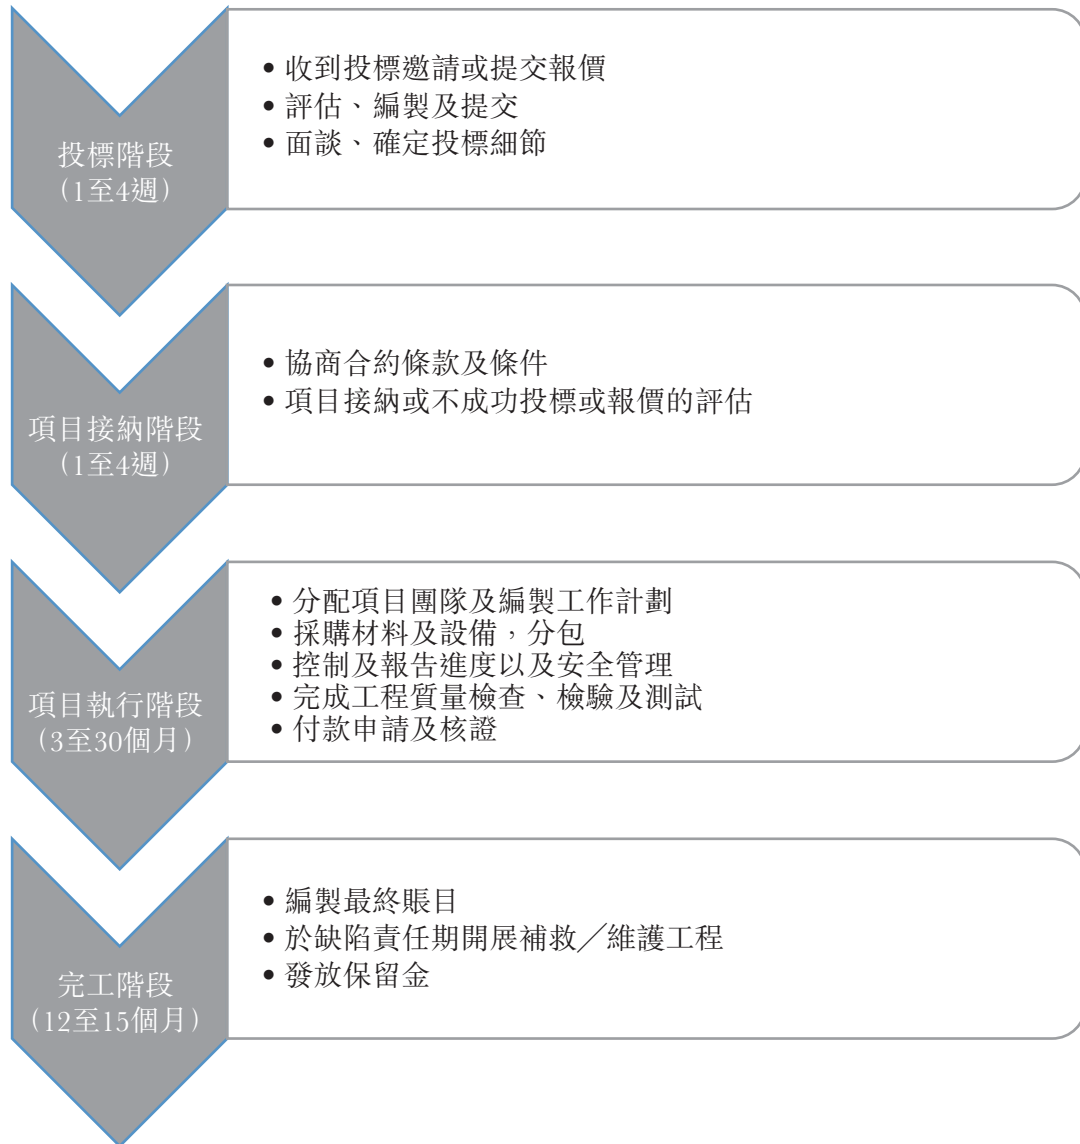 投標階段
（1至4週）
• 收到投標邀請或提交報價
• 評估、編製及提交
• 面談、確定投標細節
項目接納階段
（1至4週）
• 協商合約條款及條件
• 項目接納或不成功投標或報價的評估
項目執行階段
（3至30個月）
• 分配項目團隊及編製工作計劃
• 採購材料及設備，分包
• 控制及報告進度以及安全管理
• 完成工程質量檢查、檢驗及測試
• 付款申請及核證
完工階段
（12至15個月）
• 編製最終賬目
• 於缺陷責任期開展補救╱維護工程
• 發放保留金